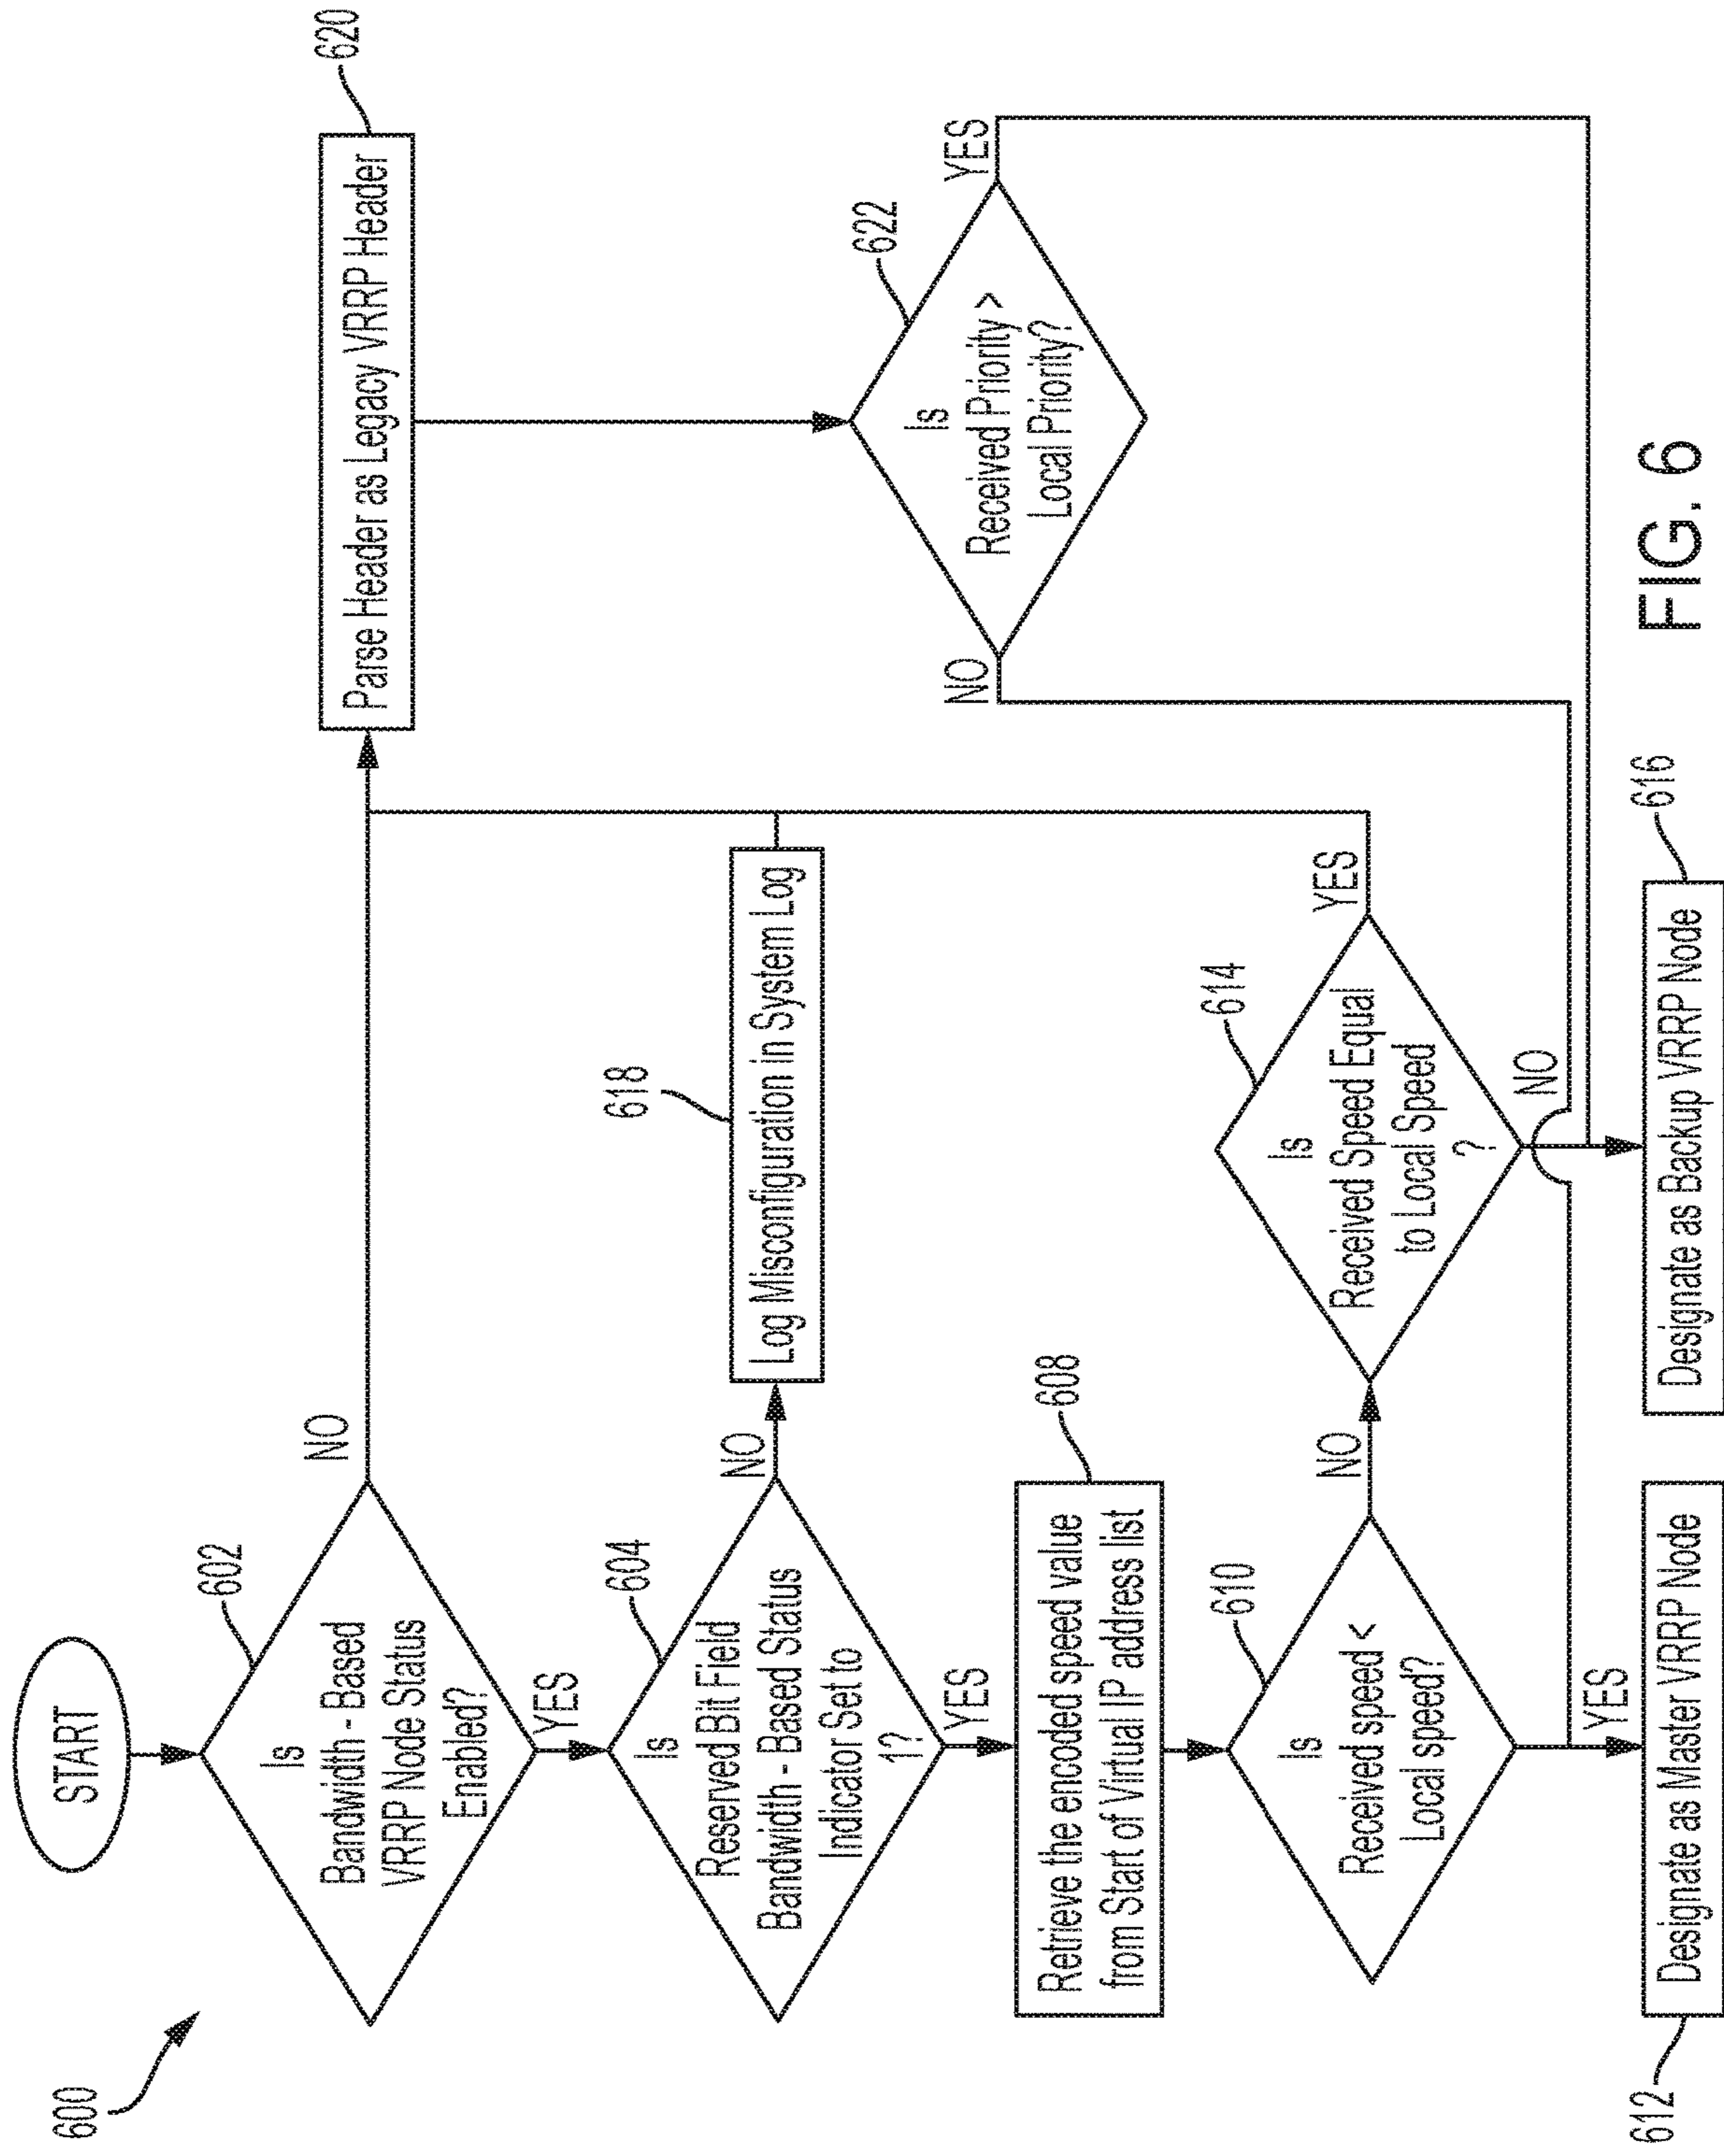 600
START
602
Is
Bandwidth - Based
VRRP Node Status
Enabled?
NO
YES
620
Parse Header as Legacy VRRP Header
604
Is
Reserved Bit Field
Bandwidth - Based Status
Indicator Set to
1?
NO
YES
618
Log Misconfiguration in System Log
622
Is
Received Priority >
Local Priority?
NO
YES
608
Retrieve the encoded speed value
from Start of Virtual IP address list
610
Is
Received speed <
Local speed?
NO
YES
614
Is
Received Speed Equal
to Local Speed
?
YES
NO
612
Designate as Master VRRP Node
616
Designate as Backup VRRP Node
FIG. 6